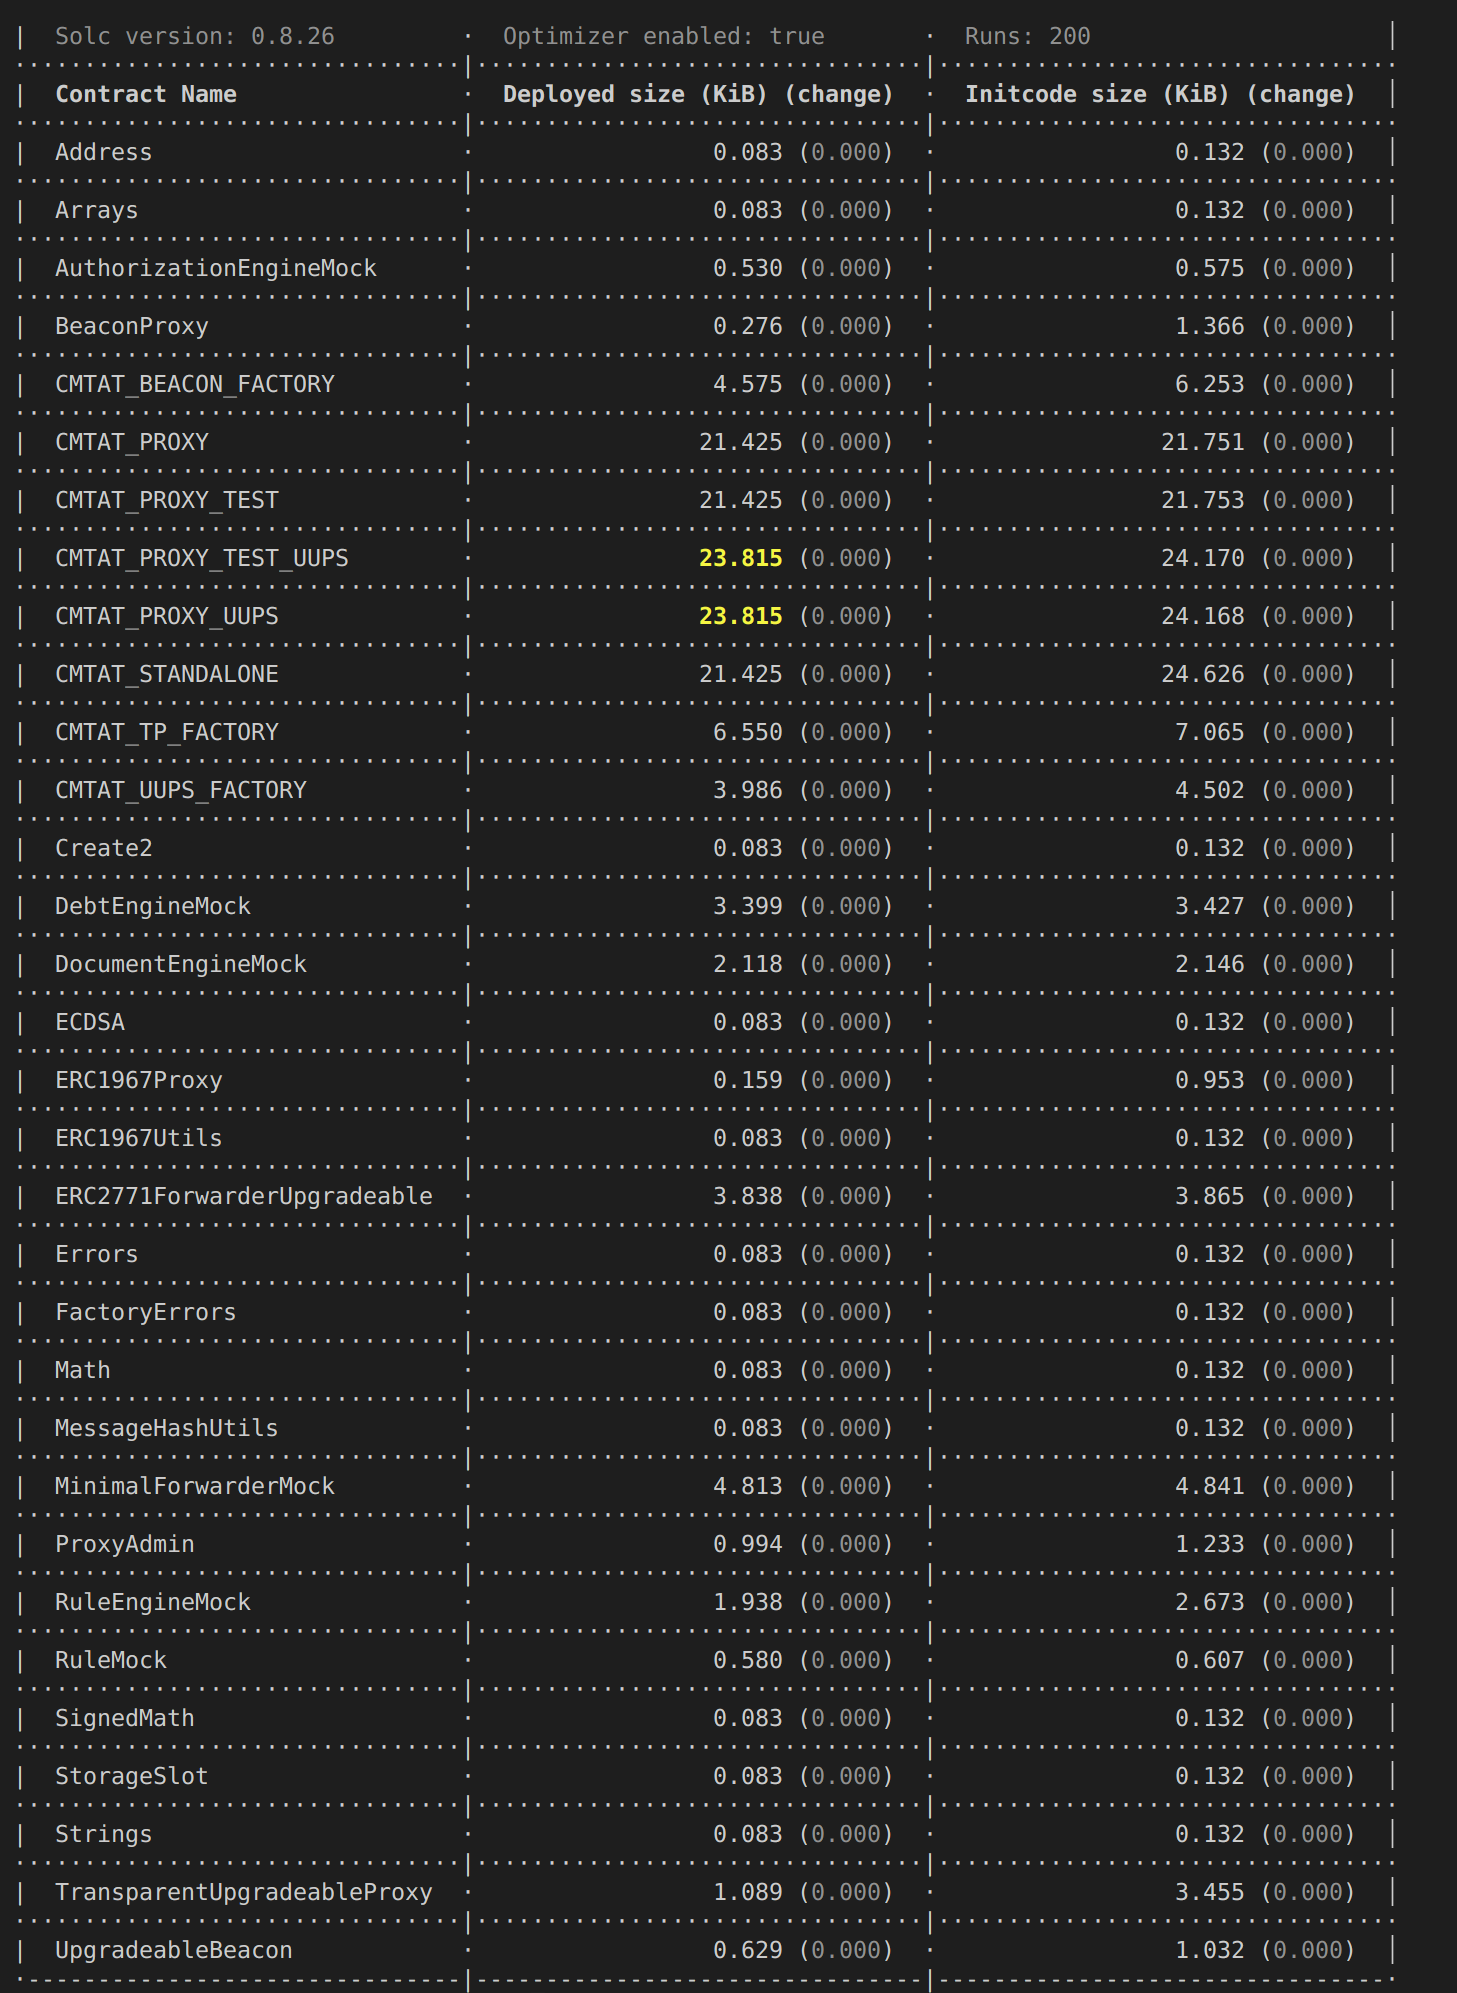 | Solc version: 0.8.26 · Optimizer enabled: true · Runs: 200 |
| Contract Name · Deployed size (KiB) (change) · Initcode size (KiB) (change) |
| Address · 0.083 (0.000) · 0.132 (0.000) |
| Arrays · 0.083 (0.000) · 0.132 (0.000) |
| AuthorizationEngineMock · 0.530 (0.000) · 0.575 (0.000) |
| BeaconProxy · 0.276 (0.000) · 1.366 (0.000) |
| CMTAT_BEACON_FACTORY · 4.575 (0.000) · 6.253 (0.000) |
| CMTAT_PROXY · 21.425 (0.000) · 21.751 (0.000) |
| CMTAT_PROXY_TEST · 21.425 (0.000) · 21.753 (0.000) |
| CMTAT_PROXY_TEST_UUPS · 23.815 (0.000) · 24.170 (0.000) |
| CMTAT_PROXY_UUPS · 23.815 (0.000) · 24.168 (0.000) |
| CMTAT_STANDALONE · 21.425 (0.000) · 24.626 (0.000) |
| CMTAT_TP_FACTORY · 6.550 (0.000) · 7.065 (0.000) |
| CMTAT_UUPS_FACTORY · 3.986 (0.000) · 4.502 (0.000) |
| Create2 · 0.083 (0.000) · 0.132 (0.000) |
| DebtEngineMock · 3.399 (0.000) · 3.427 (0.000) |
| DocumentEngineMock · 2.118 (0.000) · 2.146 (0.000) |
| ECDSA · 0.083 (0.000) · 0.132 (0.000) |
| ERC1967Proxy · 0.159 (0.000) · 0.953 (0.000) |
| ERC1967Utils · 0.083 (0.000) · 0.132 (0.000) |
| ERC2771ForwarderUpgradeable · 3.838 (0.000) · 3.865 (0.000) |
| Errors · 0.083 (0.000) · 0.132 (0.000) |
| FactoryErrors · 0.083 (0.000) · 0.132 (0.000) |
| Math · 0.083 (0.000) · 0.132 (0.000) |
| MessageHashUtils · 0.083 (0.000) · 0.132 (0.000) |
| MinimalForwarderMock · 4.813 (0.000) · 4.841 (0.000) |
| ProxyAdmin · 0.994 (0.000) · 1.233 (0.000) |
| RuleEngineMock · 1.938 (0.000) · 2.673 (0.000) |
| RuleMock · 0.580 (0.000) · 0.607 (0.000) |
| SignedMath · 0.083 (0.000) · 0.132 (0.000) |
| StorageSlot · 0.083 (0.000) · 0.132 (0.000) |
| Strings · 0.083 (0.000) · 0.132 (0.000) |
| TransparentUpgradeableProxy · 1.089 (0.000) · 3.455 (0.000) |
| UpgradeableBeacon · 0.629 (0.000) · 1.032 (0.000) |